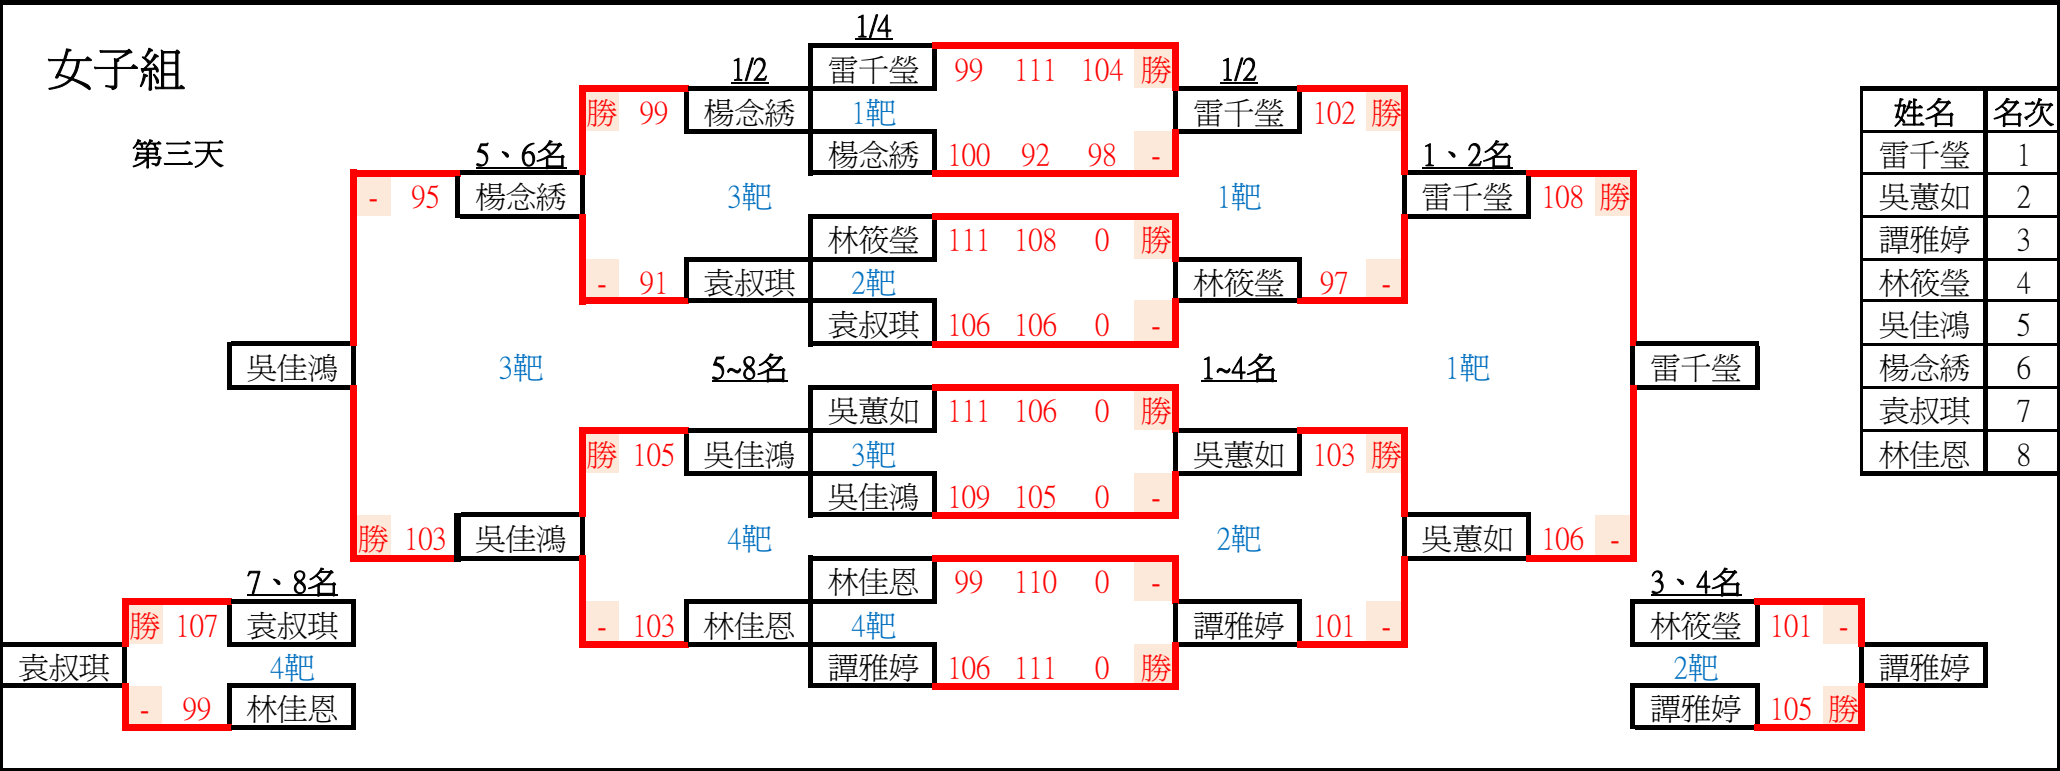 1/4
女子組
1/2 雷千瑩 99 111 104 勝 1/2
勝 99 楊念綉 1靶 雷千瑩 102 勝 姓名 名次
第三天 5、6名 楊念綉 100 92 98 - 1、2名 雷千瑩 1
- 95 楊念綉 3靶 1靶 雷千瑩 108 勝 吳蕙如 2
林筱瑩 111 108 0 勝 譚雅婷 3
- 91 袁叔琪 2靶 林筱瑩 97 - 林筱瑩 4
袁叔琪 106 106 0 - 吳佳鴻 5
吳佳鴻 3靶 5~8名 1~4名 1靶 雷千瑩 楊念綉 6
吳蕙如 111 106 0 勝 袁叔琪 7
勝 105 吳佳鴻 3靶 吳蕙如 103 勝 林佳恩 8
吳佳鴻 109 105 0 -
勝 103 吳佳鴻 4靶 2靶 吳蕙如 106 -
7、8名 林佳恩 99 110 0 - 3、4名
勝 107 袁叔琪 - 103 林佳恩 4靶 譚雅婷 101 - 林筱瑩 101 -
袁叔琪 4靶 譚雅婷 106 111 0 勝 2靶 譚雅婷
- 99 林佳恩 譚雅婷 105 勝